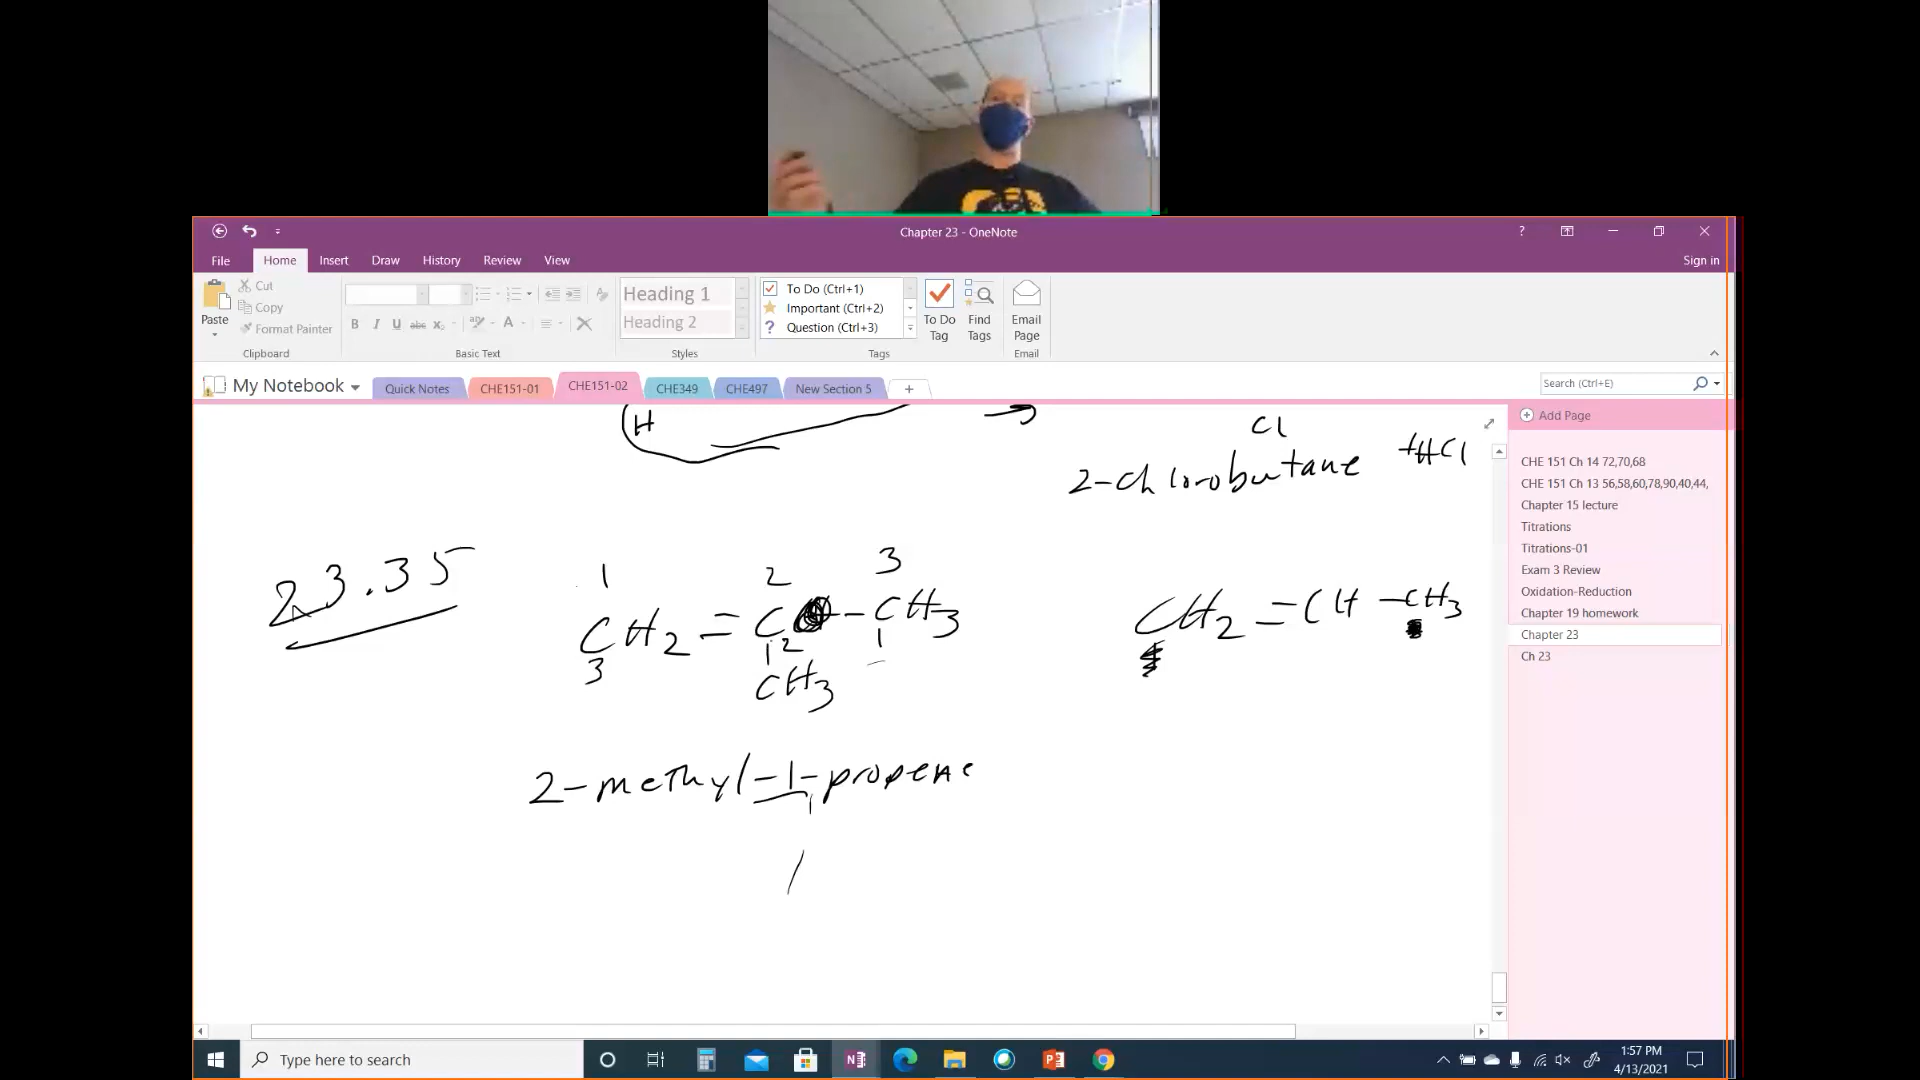 Chapter 23 - OneNote
?
File Home Insert Draw History Review View
Sign in
Paste
Cut
Copy
Format Painter
Clipboard
B I U abc x₂ A
Basic Text
Heading 1
Heading 2
Styles
To Do (Ctrl+1)
Important (Ctrl+2)
? Question (Ctrl+3)
Tags
To Do Tag
Find Tags
Email Page
Email
My Notebook
Quick Notes CHE151-01 CHE151-02 CHE349 CHE497 New Section 5 +
Search (Ctrl+E)
Add Page
CHE 151 Ch 14 72,70,68
CHE 151 Ch 13 56,58,60,78,90,40,44,
Chapter 15 lecture
Titrations
Titrations-01
Exam 3 Review
Oxidation-Reduction
Chapter 19 homework
Chapter 23
Ch 23
H
Cl
2-chlorobutane +HCl
23.35
1 2 3
CH2=C-CH3
3 2 1
CH3
CH2=CH-CH3
2-methyl-1-propene
Type here to search
1:57 PM
4/13/2021